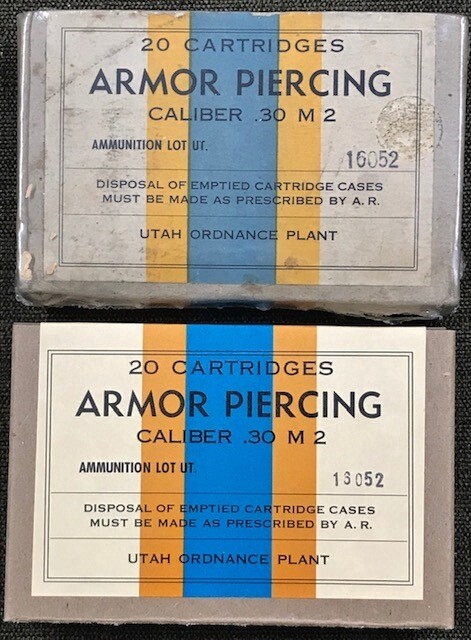 20 CARTRIDGES
ARMOR PIERCING
CALIBER .30 M 2
AMMUNITION LOT UT.
16052
DISPOSAL OF EMPTIED CARTRIDGE CASES
MUST BE MADE AS PRESCRIBED BY A. R.
UTAH ORDNANCE PLANT
20 CARTRIDGES
ARMOR PIERCING
CALIBER .30 M 2
AMMUNITION LOT UT.
16052
DISPOSAL OF EMPTIED CARTRIDGE CASES
MUST BE MADE AS PRESCRIBED BY A. R.
UTAH ORDNANCE PLANT